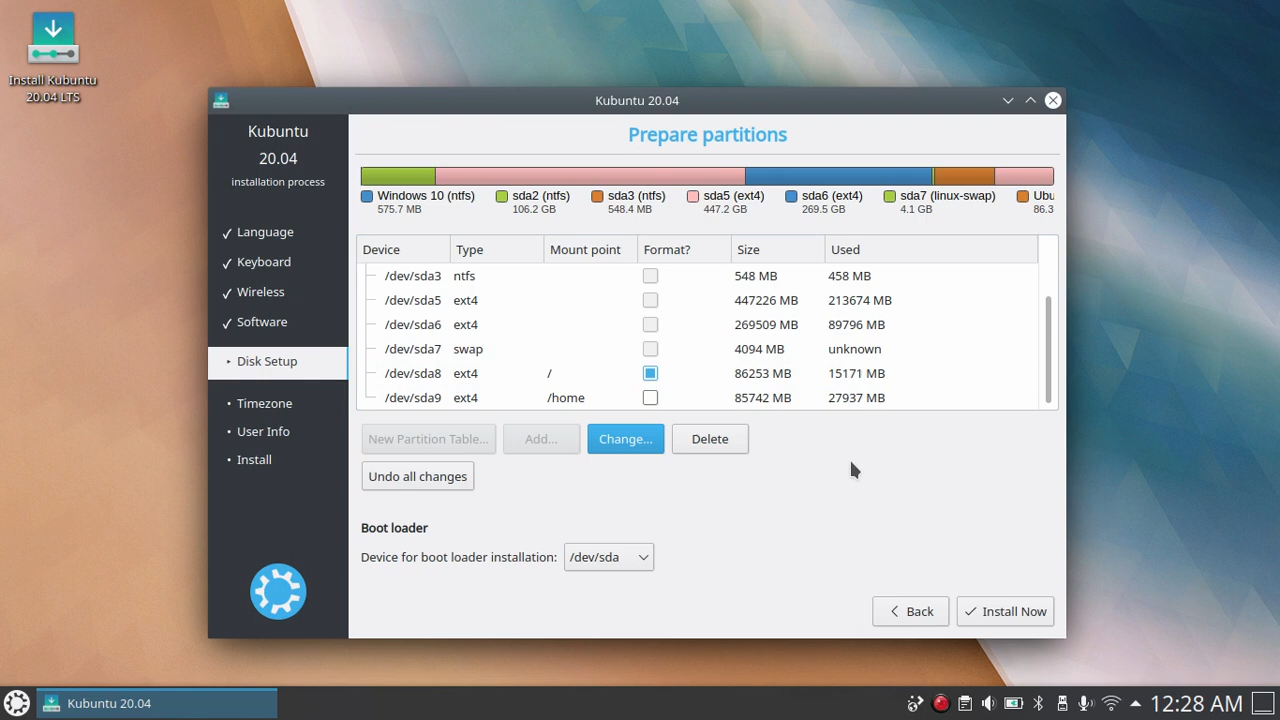 Install Kubuntu
20.04 LTS
Kubuntu 20.04
Kubuntu
20.04
installation process
Language
Keyboard
Wireless
Software
Disk Setup
Timezone
User Info
Install
Prepare partitions
Windows 10 (ntfs) sda2 (ntfs) sda3 (ntfs) sda5 (ext4) sda6 (ext4) sda7 (linux-swap) Ubu
575.7 MB 106.2 GB 548.4 MB 447.2 GB 269.5 GB 4.1 GB 86.3
Device Type Mount point Format? Size Used
/dev/sda3 ntfs 548 MB 458 MB
/dev/sda5 ext4 447226 MB 213674 MB
/dev/sda6 ext4 269509 MB 89796 MB
/dev/sda7 swap 4094 MB unknown
/dev/sda8 ext4 / 86253 MB 15171 MB
/dev/sda9 ext4 /home 85742 MB 27937 MB
New Partition Table... Add... Change... Delete
Undo all changes
Boot loader
Device for boot loader installation: /dev/sda
Back Install Now
Kubuntu 20.04 12:28 AM